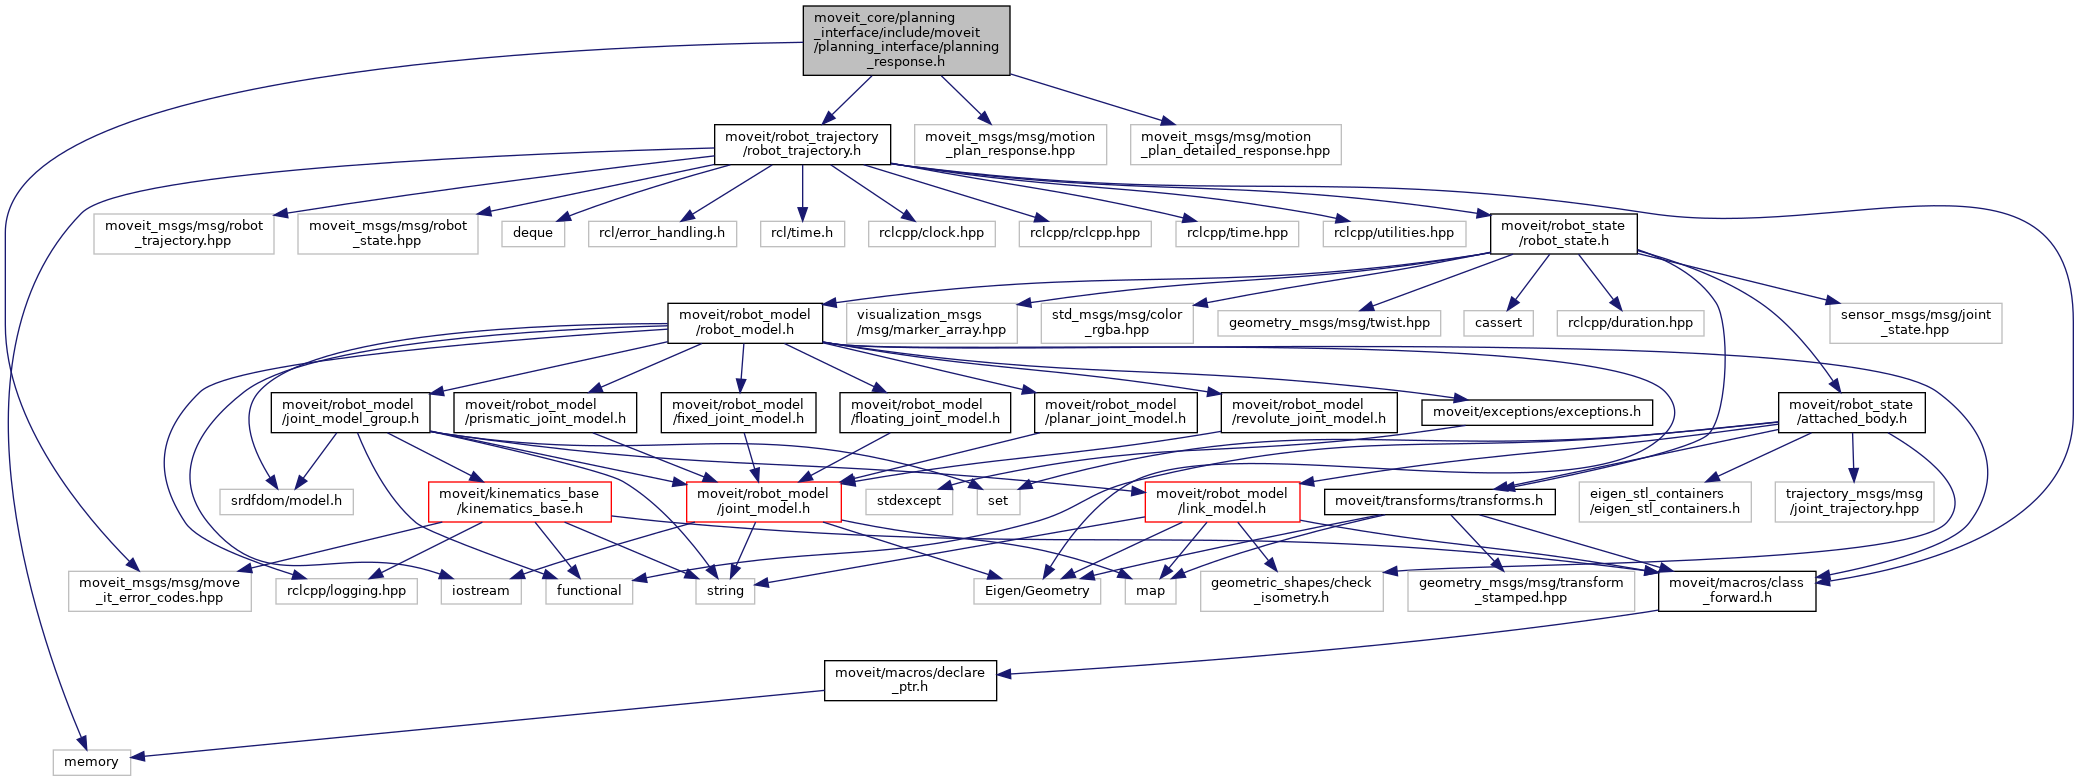 moveit_core/planning
_interface/include/moveit
/planning_interface/planning
_response.h
moveit/robot_trajectory
/robot_trajectory.h
moveit_msgs/msg/motion
_plan_response.hpp
moveit_msgs/msg/motion
_plan_detailed_response.hpp
moveit_msgs/msg/robot
_trajectory.hpp
moveit_msgs/msg/robot
_state.hpp
deque
rcl/error_handling.h
rcl/time.h
rclcpp/clock.hpp
rclcpp/rclcpp.hpp
rclcpp/time.hpp
rclcpp/utilities.hpp
moveit/robot_state
/robot_state.h
moveit/robot_model
/robot_model.h
visualization_msgs
/msg/marker_array.hpp
std_msgs/msg/color
_rgba.hpp
geometry_msgs/msg/twist.hpp
cassert
rclcpp/duration.hpp
sensor_msgs/msg/joint
_state.hpp
moveit/robot_model
/joint_model_group.h
moveit/robot_model
/prismatic_joint_model.h
moveit/robot_model
/fixed_joint_model.h
moveit/robot_model
/floating_joint_model.h
moveit/robot_model
/planar_joint_model.h
moveit/robot_model
/revolute_joint_model.h
moveit/exceptions/exceptions.h
moveit/robot_state
/attached_body.h
srdfdom/model.h
moveit/kinematics_base
/kinematics_base.h
moveit/robot_model
/joint_model.h
stdexcept
set
moveit/robot_model
/link_model.h
moveit/transforms/transforms.h
eigen_stl_containers
/eigen_stl_containers.h
trajectory_msgs/msg
/joint_trajectory.hpp
moveit_msgs/msg/move
_it_error_codes.hpp
rclcpp/logging.hpp
iostream
functional
string
Eigen/Geometry
map
geometric_shapes/check
_isometry.h
geometry_msgs/msg/transform
_stamped.hpp
moveit/macros/class
_forward.h
moveit/macros/declare
_ptr.h
memory